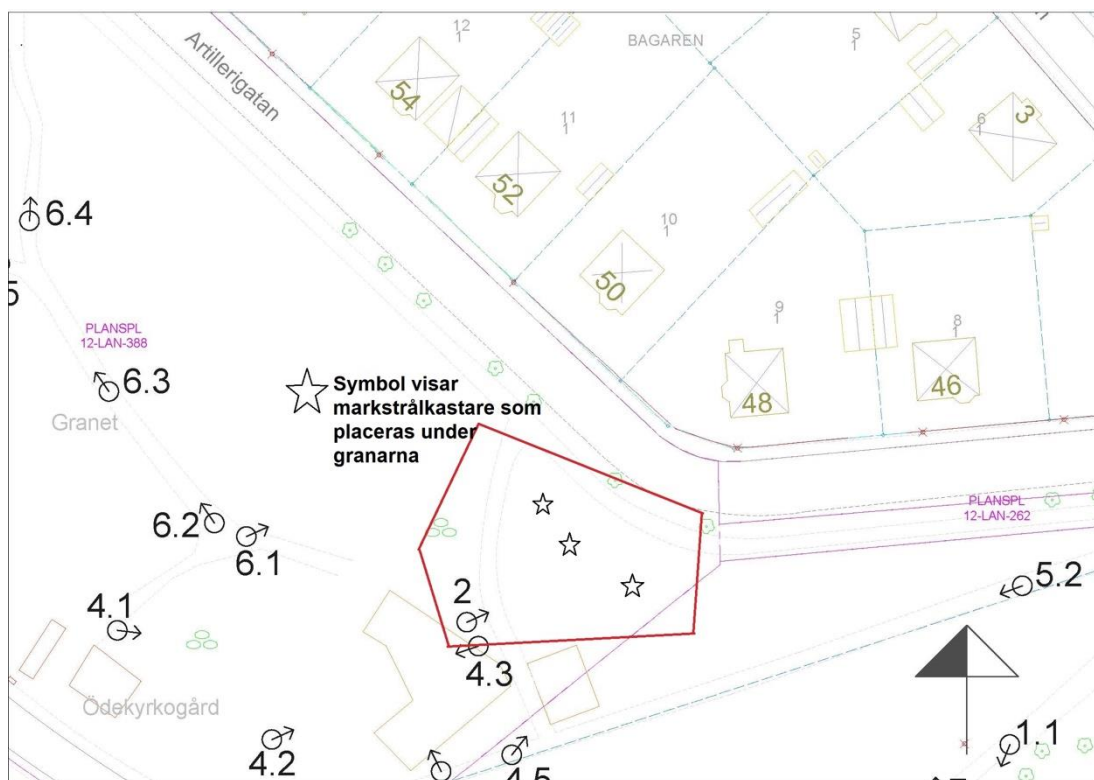 12
1
BAGAREN
5
1
Artillerigatan
54
11
1
6
1
3
52
6.4
10
1
50
5
9
1
8
1
PLANSPL
12-LAN-388
6.3
Symbol visar
markstrålkastare som
placeras under
granarna
48
46
Granet
PLANSPL
12-LAN-262
6.2
6.1
5.2
4.1
2
4.3
Ödekyrkogård
4.2
4.5
1.1